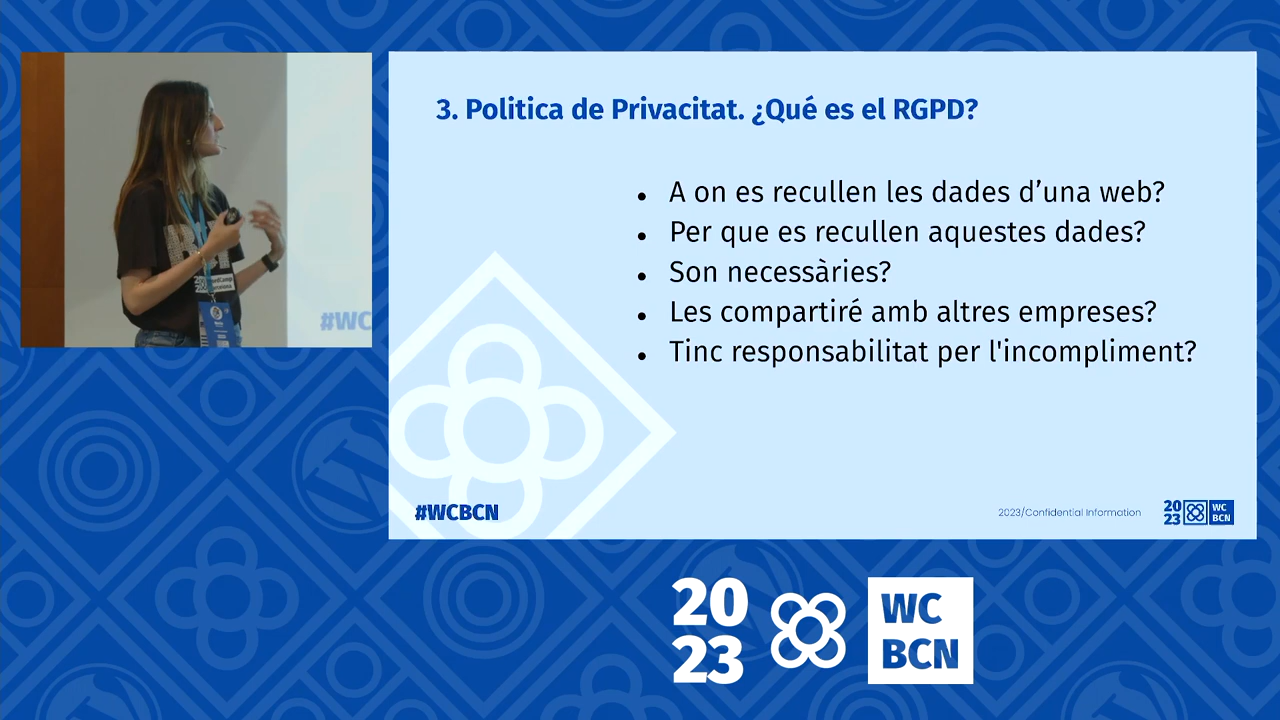 3. Politica de Privacitat. ¿Qué es el RGPD?
• A on es recullen les dades d’una web?
• Per que es recullen aquestes dades?
• Son necessàries?
• Les compartiré amb altres empreses?
• Tinc responsabilitat per l'incompliment?
#WC
#WCBCN
2023/Confidential Information
20
23
WC
BCN
20
23
WC
BCN